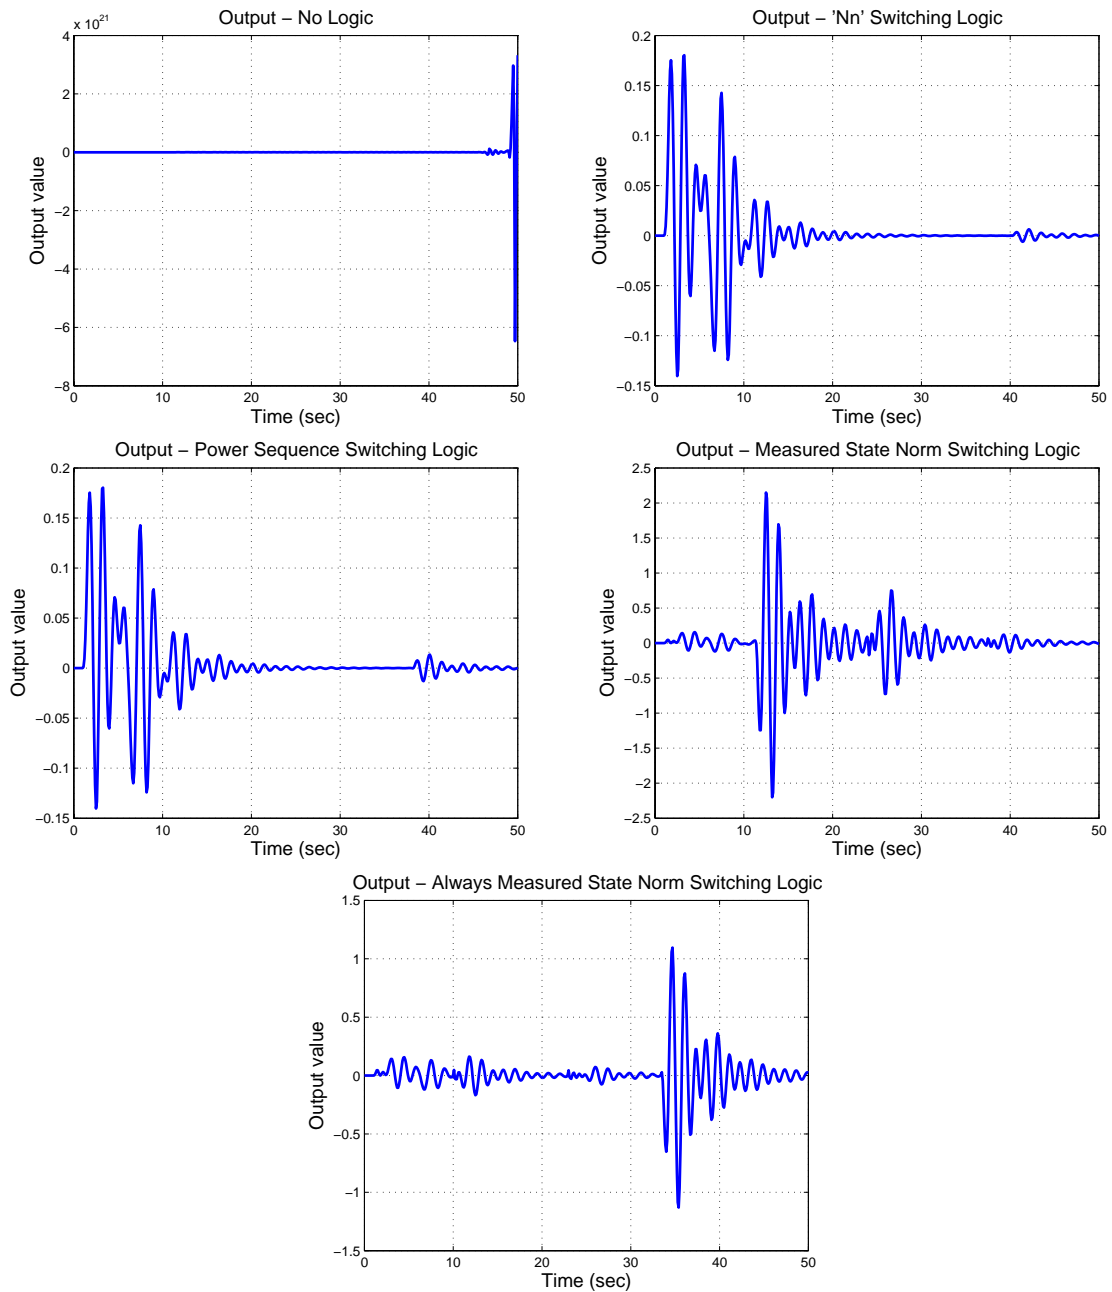 Output – No Logic
x 10^21
4
2
0
−2
−4
−6
−8
0 10 20 30 40 50
Output value
Time (sec)
Output – 'Nn' Switching Logic
0.2
0.15
0.1
0.05
0
−0.05
−0.1
−0.15
0 10 20 30 40 50
Output value
Time (sec)
Output – Power Sequence Switching Logic
0.2
0.15
0.1
0.05
0
−0.05
−0.1
−0.15
0 10 20 30 40 50
Output value
Time (sec)
Output – Measured State Norm Switching Logic
2.5
2
1.5
1
0.5
0
−0.5
−1
−1.5
−2
−2.5
0 10 20 30 40 50
Output value
Time (sec)
Output – Always Measured State Norm Switching Logic
1.5
1
0.5
0
−0.5
−1
−1.5
0 10 20 30 40 50
Output value
Time (sec)